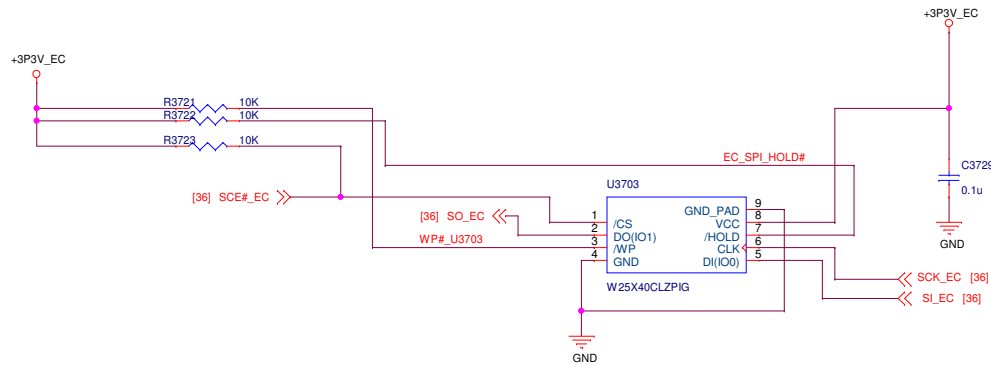 +3P3V_EC
+3P3V_EC
R3721 10K
R3722 10K
R3723 10K
EC_SPI_HOLD#
C3729
0.1u
U3703
[36] SCE#_EC
[36] SO_EC
WP#_U3703
GND
1 /CS
2 DO(IO1)
3 /WP
4 GND
GND_PAD 9
VCC 8
/HOLD 7
CLK 6
DI(IO0) 5
W25X40CLZPIG
SCK_EC [36]
SI_EC [36]
GND